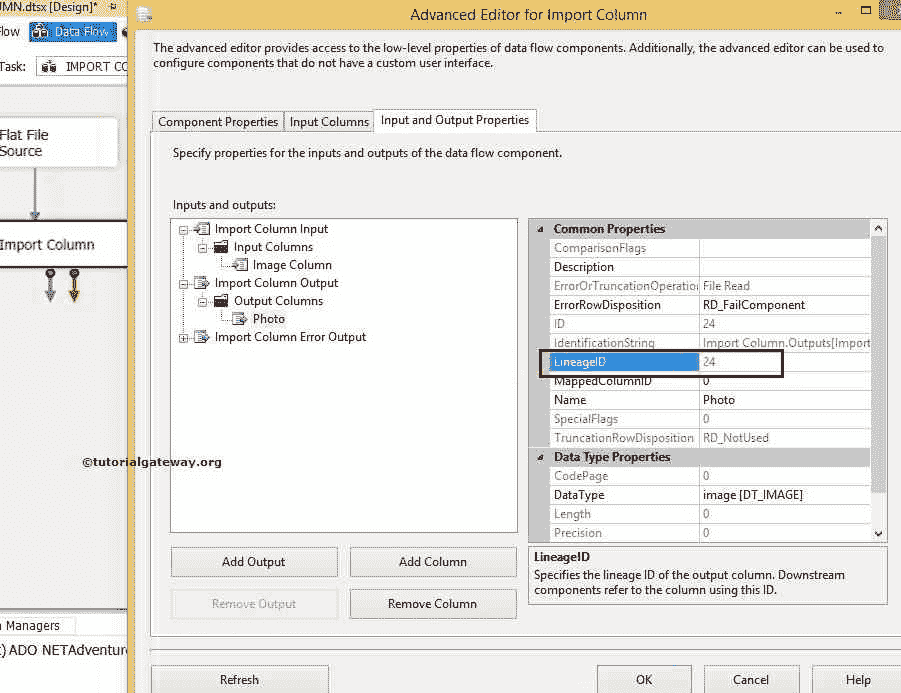 UMN.dtsx [Design]*
Advanced Editor for Import Column
low
Data Flow
The advanced editor provides access to the low-level properties of data flow components. Additionally, the advanced editor can be used to
configure components that do not have a custom user interface.
Task:
IMPORT CO
Component Properties
Input Columns
Input and Output Properties
Flat File
Source
Specify properties for the inputs and outputs of the data flow component.
Inputs and outputs:
Import Column Input
Input Columns
Image Column
Import Column Output
Output Columns
Photo
Import Column Error Output
Import Column
Common Properties
ComparisonFlags
Description
ErrorOrTruncationOperation File Read
ErrorRowDisposition RD_FailComponent
ID 24
IdentificationString Import Column.Outputs[Import
LineageID 24
MappedColumnID 0
Name Photo
SpecialFlags 0
TruncationRowDisposition RD_NotUsed
Data Type Properties
CodePage 0
DataType image [DT_IMAGE]
Length 0
Precision 0
©tutorialgateway.org
LineageID
Specifies the lineage ID of the output column. Downstream
components refer to the column using this ID.
Add Output
Add Column
Remove Output
Remove Column
n Managers
) ADO NETAdventure
Refresh
OK
Cancel
Help